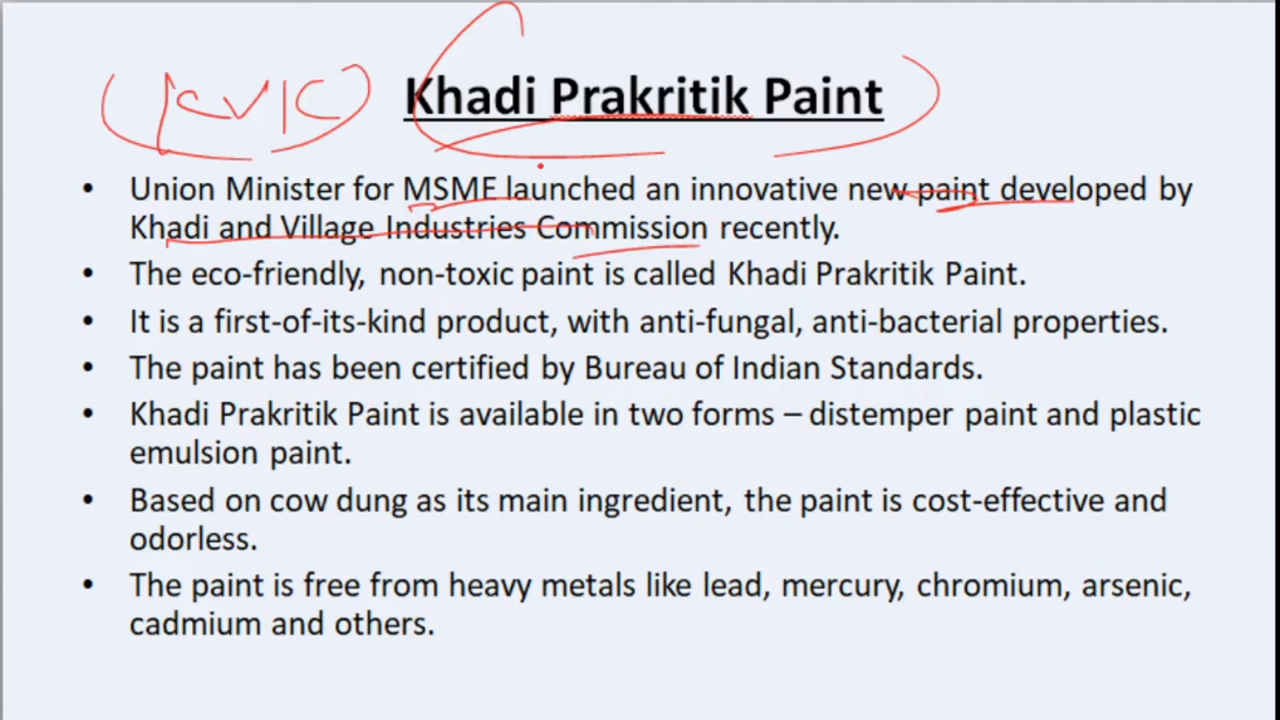 KVIC
Khadi Prakritik Paint
• Union Minister for MSME launched an innovative new paint developed by
Khadi and Village Industries Commission recently.
• The eco-friendly, non-toxic paint is called Khadi Prakritik Paint.
• It is a first-of-its-kind product, with anti-fungal, anti-bacterial properties.
• The paint has been certified by Bureau of Indian Standards.
• Khadi Prakritik Paint is available in two forms – distemper paint and plastic
emulsion paint.
• Based on cow dung as its main ingredient, the paint is cost-effective and
odorless.
• The paint is free from heavy metals like lead, mercury, chromium, arsenic,
cadmium and others.